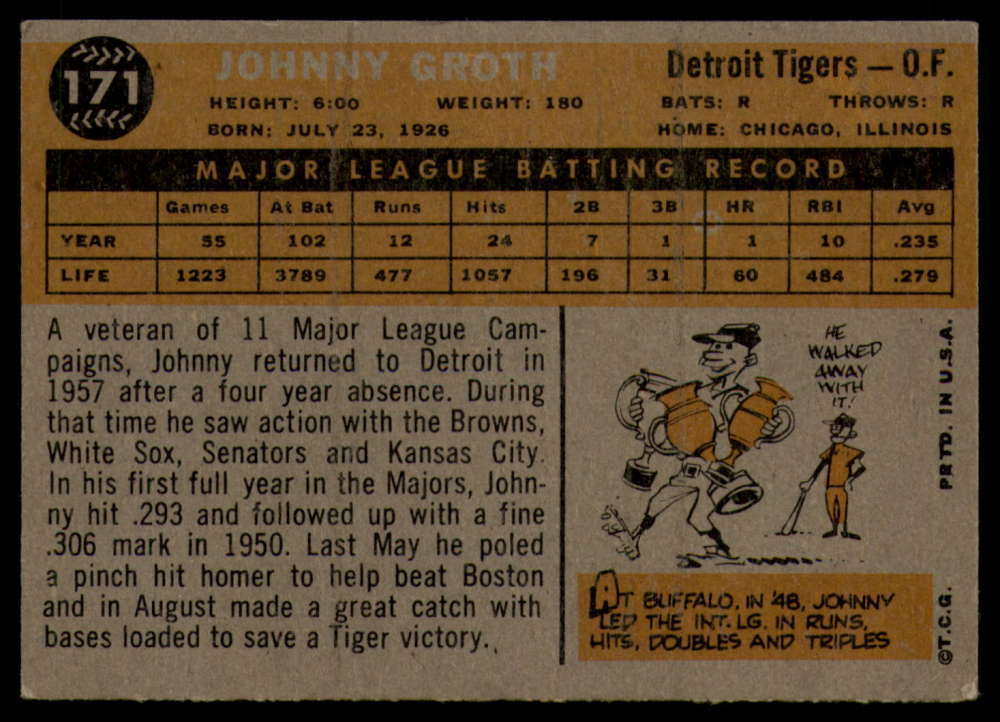 171
JOHNNY GROTH
Detroit Tigers — O.F.
HEIGHT: 6:00 WEIGHT: 180 BATS: R THROWS: R
BORN: JULY 23, 1926 HOME: CHICAGO, ILLINOIS
MAJOR LEAGUE BATTING RECORD
Games At Bat Runs Hits 2B 3B HR RBI Avg
YEAR 55 102 12 24 7 1 1 10 .235
LIFE 1223 3789 477 1057 196 31 60 484 .279
A veteran of 11 Major League Cam-
paigns, Johnny returned to Detroit in
1957 after a four year absence. During
that time he saw action with the Browns,
White Sox, Senators and Kansas City.
In his first full year in the Majors, John-
ny hit .293 and followed up with a fine
.306 mark in 1950. Last May he poled
a pinch hit homer to help beat Boston
and in August made a great catch with
bases loaded to save a Tiger victory.
HE
WALKED
AWAY
WITH
IT!
AT BUFFALO, IN '48, JOHNNY
LED THE INT. LG. IN RUNS,
HITS, DOUBLES AND TRIPLES
©T.C.G. PRTD. IN U.S.A.